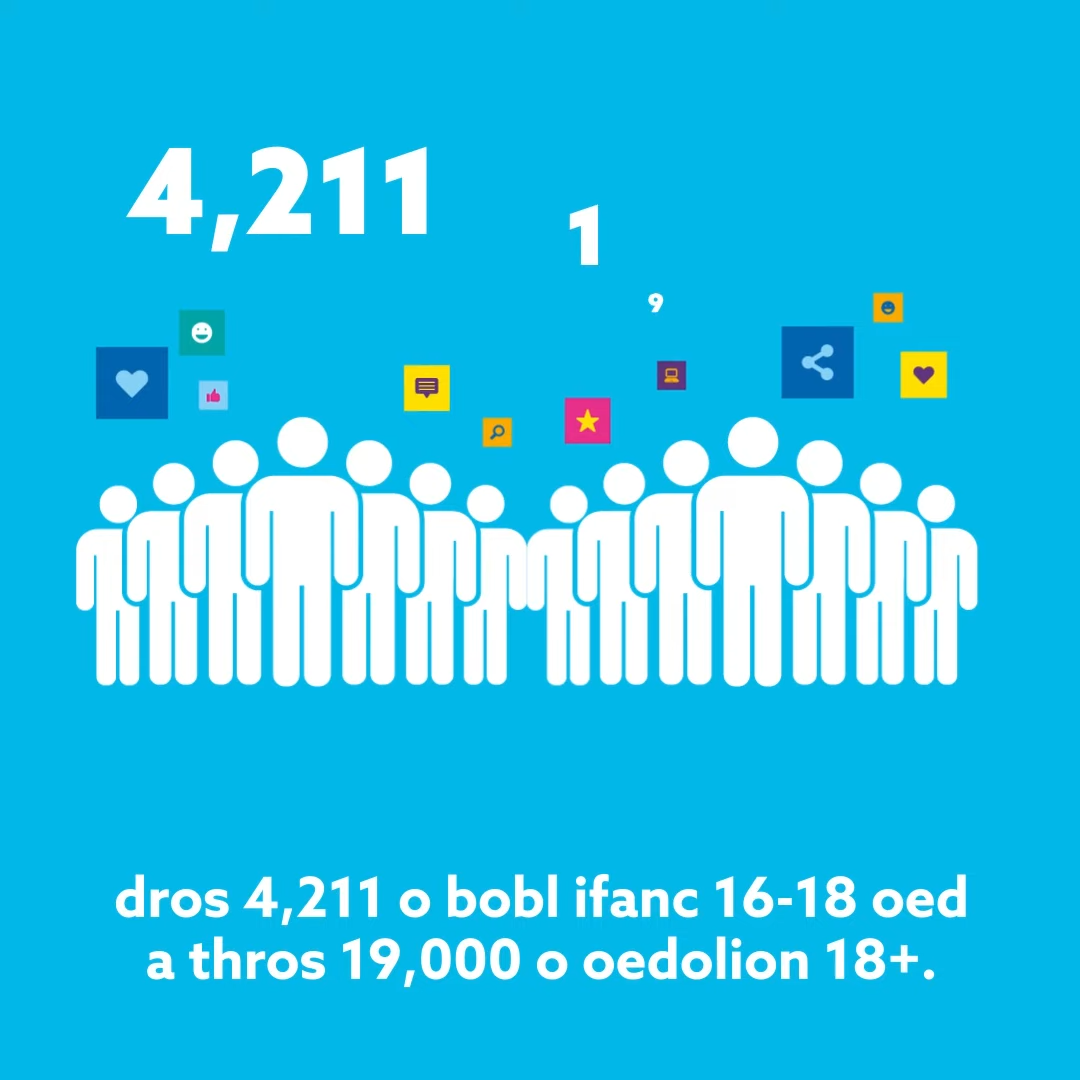 4,211
1
9
dros 4,211 o bobl ifanc 16-18 oed
a thros 19,000 o oedolion 18+.